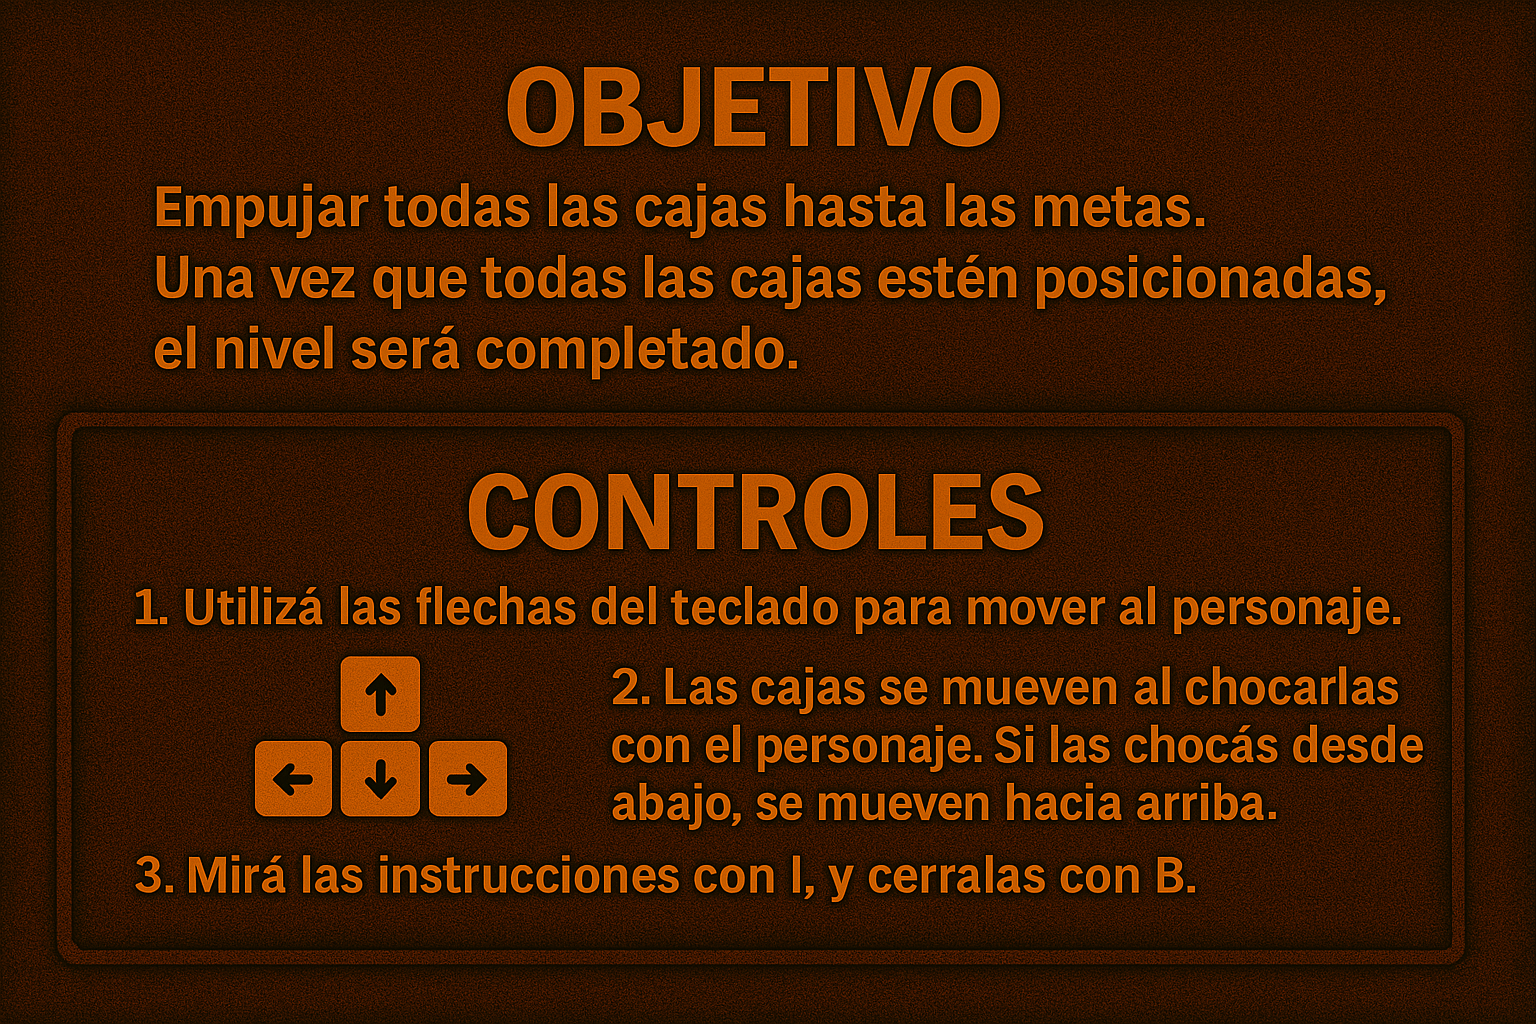 OBJETIVO
Empujar todas las cajas hasta las metas.
Una vez que todas las cajas estén posicionadas,
el nivel será completado.
CONTROLES
1. Utilizá las flechas del teclado para mover al personaje.
2. Las cajas se mueven al chocarlas
con el personaje. Si las chocás desde
abajo, se mueven hacia arriba.
3. Mirá las instrucciones con I, y cerralas con B.